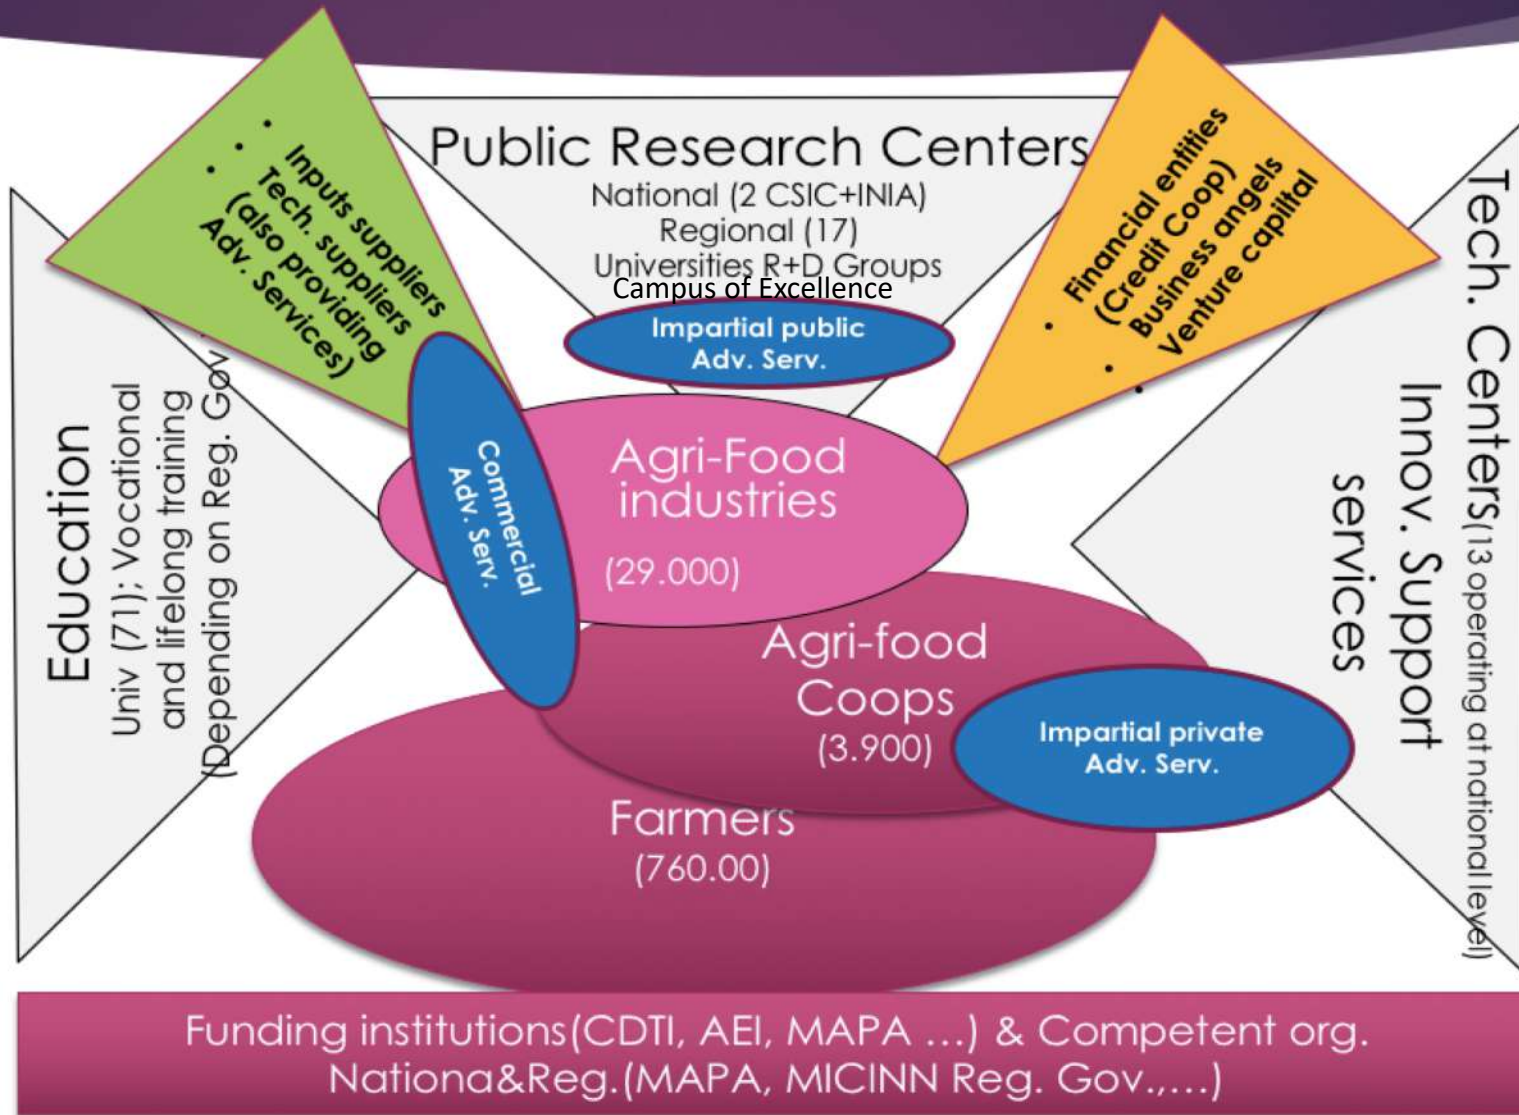 Public Research Centers
National (2 CSIC+INIA)
Regional (17)
Universities R+D Groups
Campus of Excellence
Impartial public
Adv. Serv.
• Inputs suppliers
• Tech. suppliers
• (also providing
Adv. Services)
• Financial entities
(Credit Coop)
• Business angels
• Venture capiltal
Education
Univ (71); Vocational
and lifelong training
(Depending on Reg. Gov.
Commercial
Adv. Serv.
Agri-Food
industries
(29.000)
Agri-food
Coops
(3.900)
Impartial private
Adv. Serv.
Farmers
(760.00)
Tech. Centers(13 operating at national level)
Innov. Support
services
Funding institutions(CDTI, AEI, MAPA ...) & Competent org.
Nationa&Reg.(MAPA, MICINN Reg. Gov.,...)